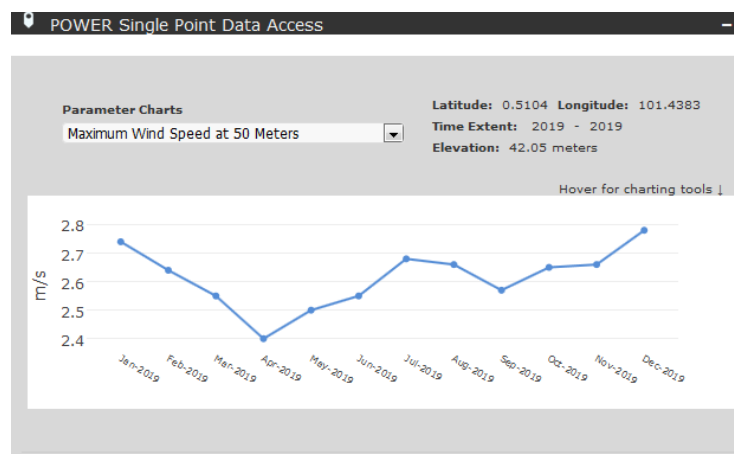 POWER Single Point Data Access
Parameter Charts
Maximum Wind Speed at 50 Meters
Latitude: 0.5104 Longitude: 101.4383
Time Extent: 2019 - 2019
Elevation: 42.05 meters
Hover for charting tools ↓
m/s
2.8
2.7
2.6
2.5
2.4
Jan-2019
Feb-2019
Mar-2019
Apr-2019
May-2019
Jun-2019
Jul-2019
Aug-2019
Sep-2019
Oct-2019
Nov-2019
Dec-2019